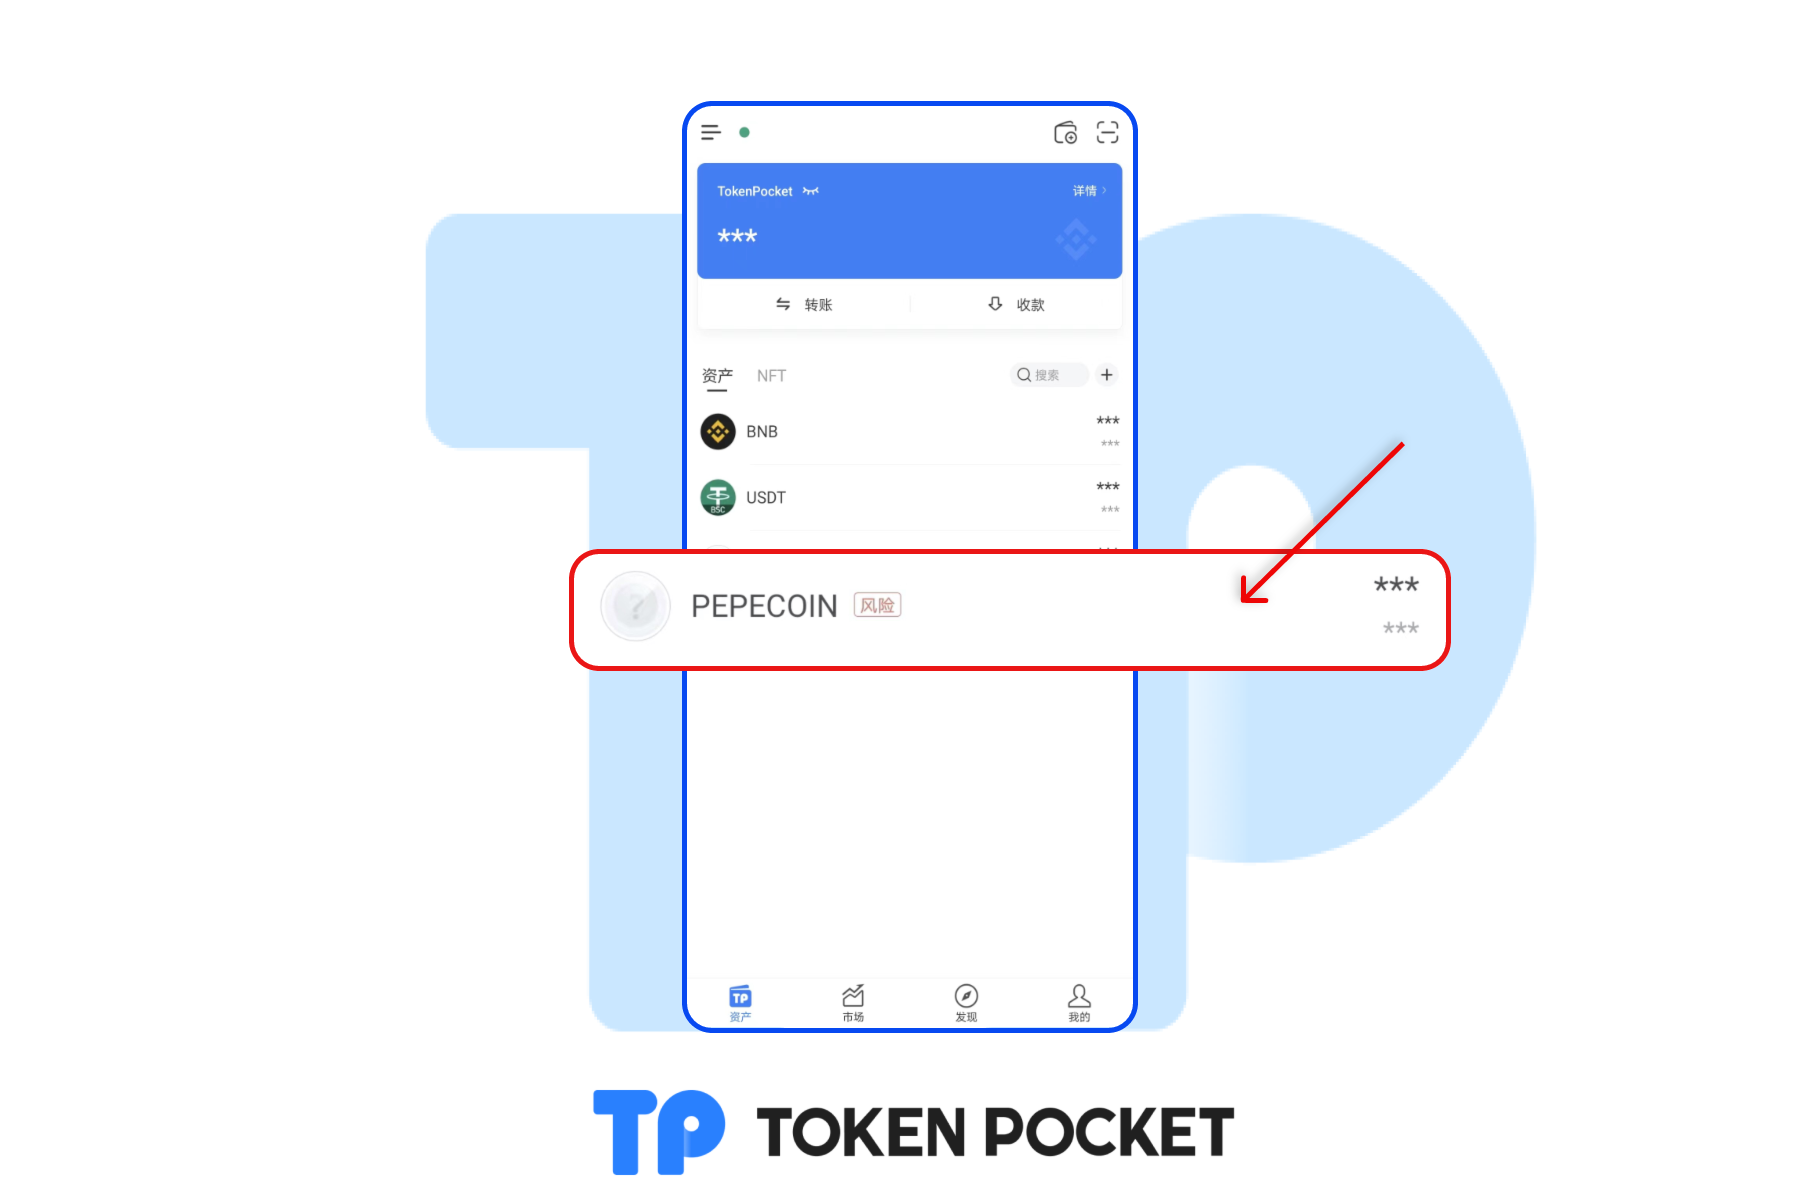 TokenPocket
详情
***
转账
收款
资产
NFT
搜索
BNB
***
***
USDT
BSC
***
***
PEPECOIN
风险
***
***
TP
资产
市场
发现
我的
TP TOKEN POCKET